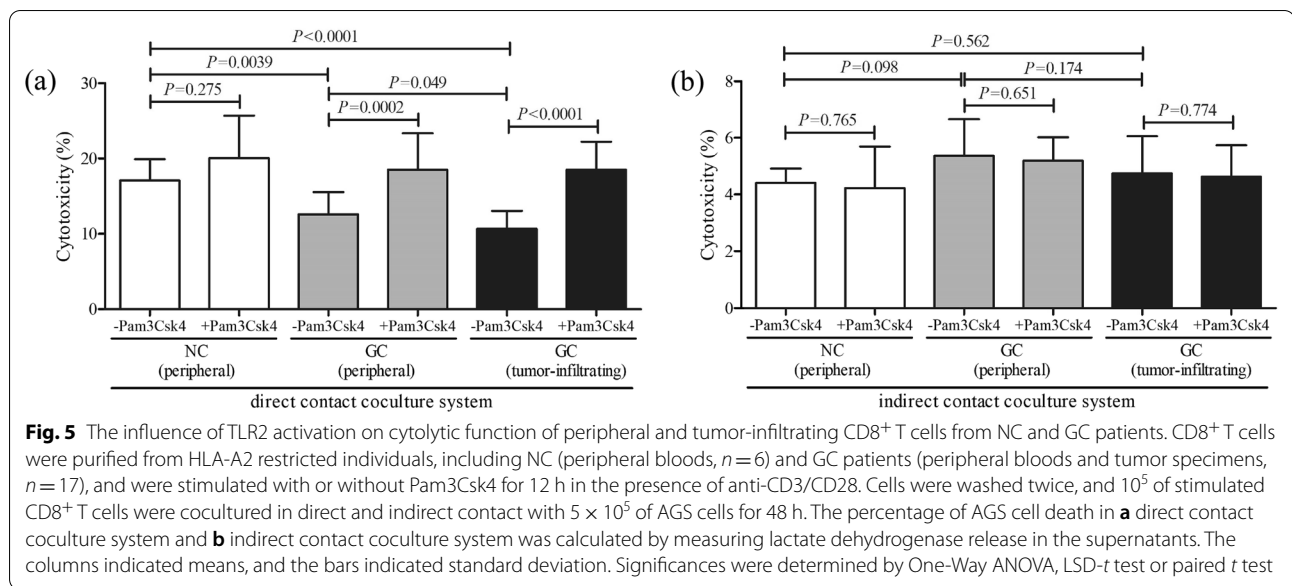 (a)
P<0.0001
P=0.0039
P=0.049
P=0.275
P=0.0002
P<0.0001
Cytotoxicity (%)
30
20
10
0
-Pam3Csk4 +Pam3Csk4 -Pam3Csk4 +Pam3Csk4 -Pam3Csk4 +Pam3Csk4
NC GC GC
(peripheral) (peripheral) (tumor-infiltrating)
direct contact coculture system
(b)
P=0.562
P=0.098
P=0.174
P=0.651
P=0.765
P=0.774
Cytotoxicity (%)
8
6
4
2
0
-Pam3Csk4 +Pam3Csk4 -Pam3Csk4 +Pam3Csk4 -Pam3Csk4 +Pam3Csk4
NC GC GC
(peripheral) (peripheral) (tumor-infiltrating)
indirect contact coculture system
Fig. 5 The influence of TLR2 activation on cytolytic function of peripheral and tumor-infiltrating CD8⁺ T cells from NC and GC patients. CD8⁺ T cells
were purified from HLA-A2 restricted individuals, including NC (peripheral bloods, n = 6) and GC patients (peripheral bloods and tumor specimens,
n = 17), and were stimulated with or without Pam3Csk4 for 12 h in the presence of anti-CD3/CD28. Cells were washed twice, and 10⁵ of stimulated
CD8⁺ T cells were cocultured in direct and indirect contact with 5 × 10⁵ of AGS cells for 48 h. The percentage of AGS cell death in a direct contact
coculture system and b indirect contact coculture system was calculated by measuring lactate dehydrogenase release in the supernatants. The
columns indicated means, and the bars indicated standard deviation. Significances were determined by One-Way ANOVA, LSD-t test or paired t test